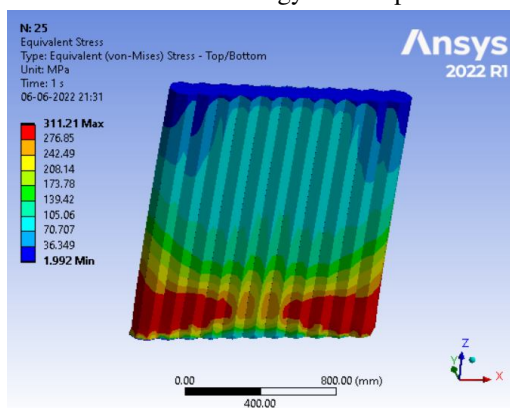 N: 25
Equivalent Stress
Type: Equivalent (von-Mises) Stress - Top/Bottom
Unit: MPa
Time: 1 s
06-06-2022 21:31
Ansys
2022 R1
311.21 Max
276.85
242.49
208.14
173.78
139.42
105.06
70.707
36.349
1.992 Min
0.00
800.00 (mm)
400.00
Z
Y
X